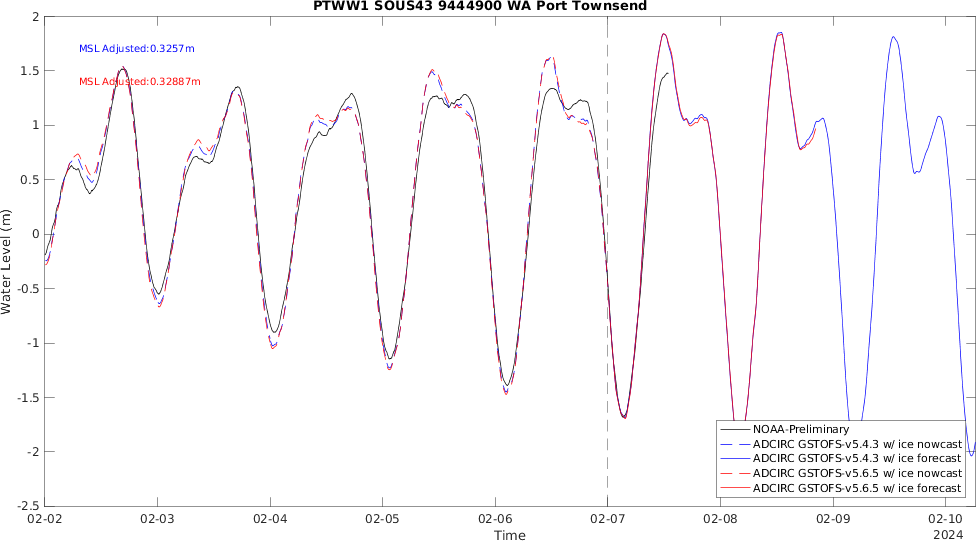 PTWW1 SOUS43 9444900 WA Port Townsend
MSL Adjusted:0.3257m
MSL Adjusted:0.32887m
Water Level (m)
2
1.5
1
0.5
0
-0.5
-1
-1.5
-2
-2.5
NOAA-Preliminary
ADCIRC GSTOFS-v5.4.3 w/ ice nowcast
ADCIRC GSTOFS-v5.4.3 w/ ice forecast
ADCIRC GSTOFS-v5.6.5 w/ ice nowcast
ADCIRC GSTOFS-v5.6.5 w/ ice forecast
02-02 02-03 02-04 02-05 02-06 02-07 02-08 02-09 02-10
Time 2024